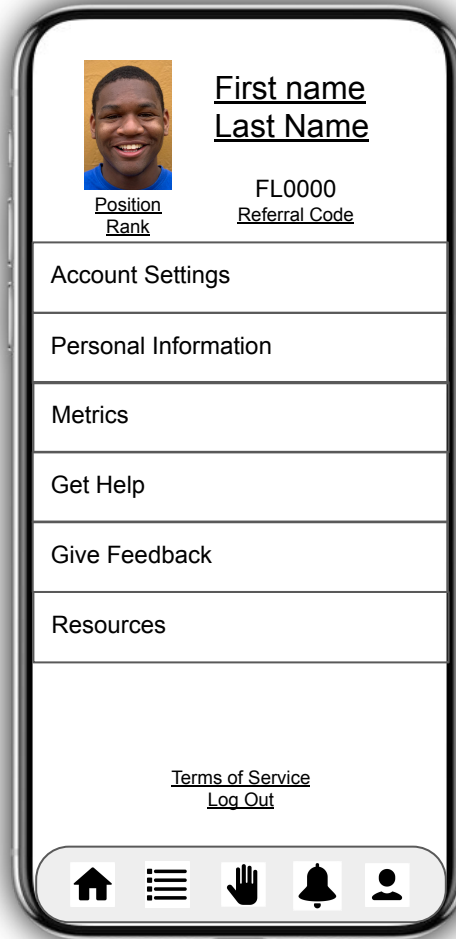 First name
Last Name
Position
Rank
FL0000
Referral Code
Account Settings
Personal Information
Metrics
Get Help
Give Feedback
Resources
Terms of Service
Log Out